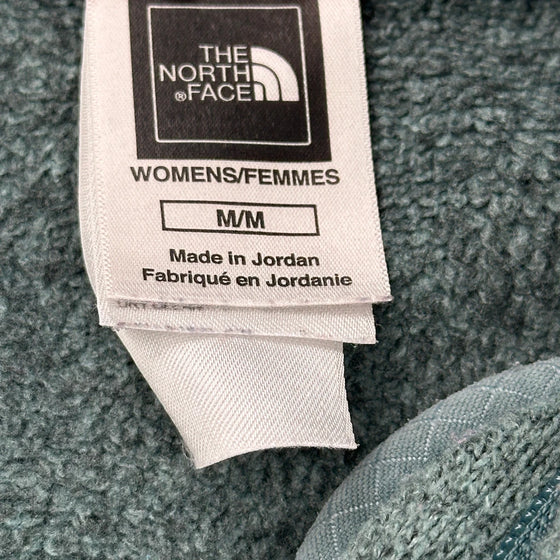 THE
NORTH
® FACE
WOMENS/FEMMES
M/M
Made in Jordan
Fabriqué en Jordanie